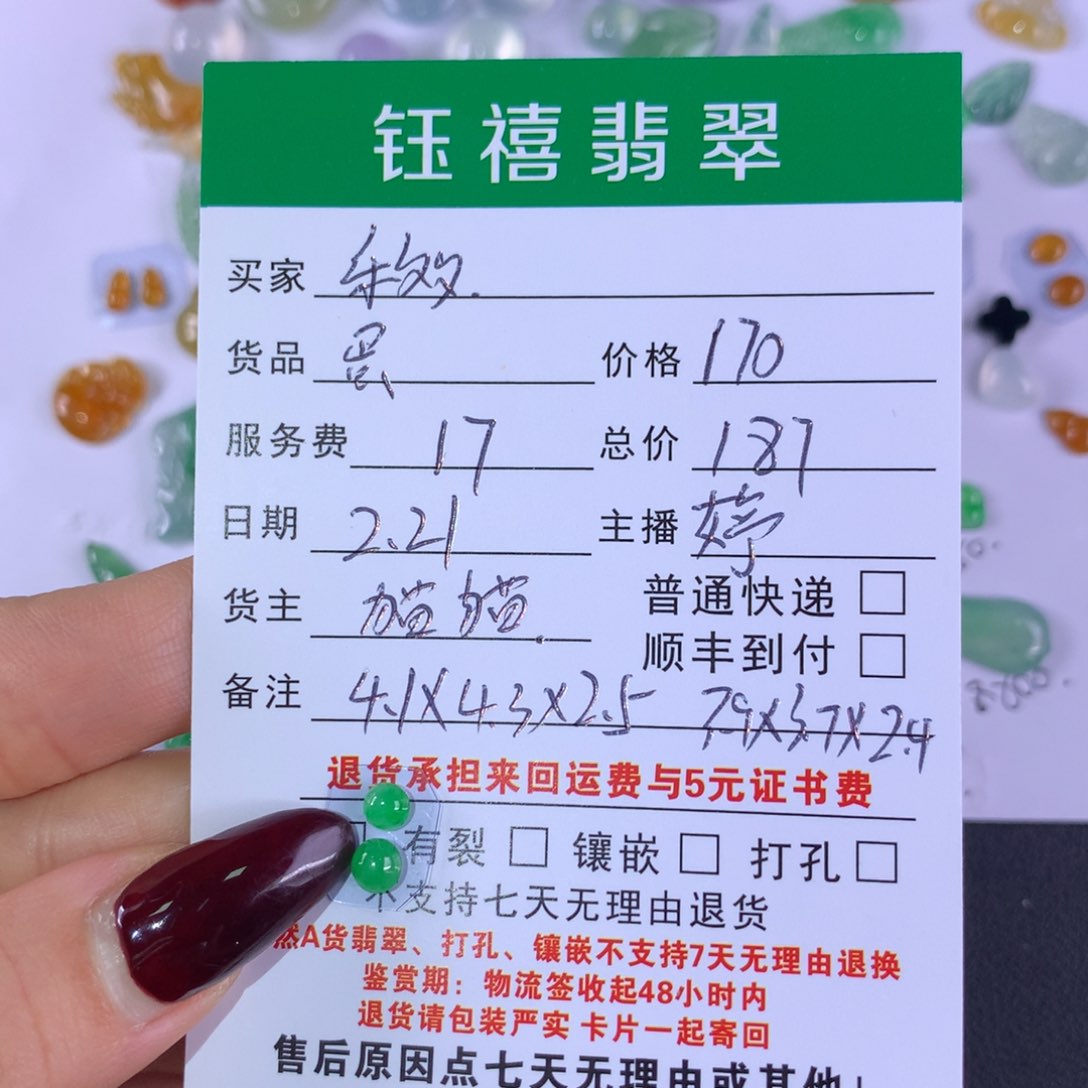 钰禧翡翠
买家
货品 蛋 价格 170
服务费 17 总价 187
日期 2.21 主播 婷
货主 猫猫. 普通快递
顺丰到付
备注 4.1X4.3X2.5 7.9X3.7X2.4
退货承担来回运费与5元证书费
有裂 镶嵌 打孔
不支持七天无理由退货
然A货翡翠、打孔、镶嵌不支持7天无理由退换
鉴赏期：物流签收起48小时内
退货请包装严实 卡片一起寄回
售后原因点七天无理由或其他！